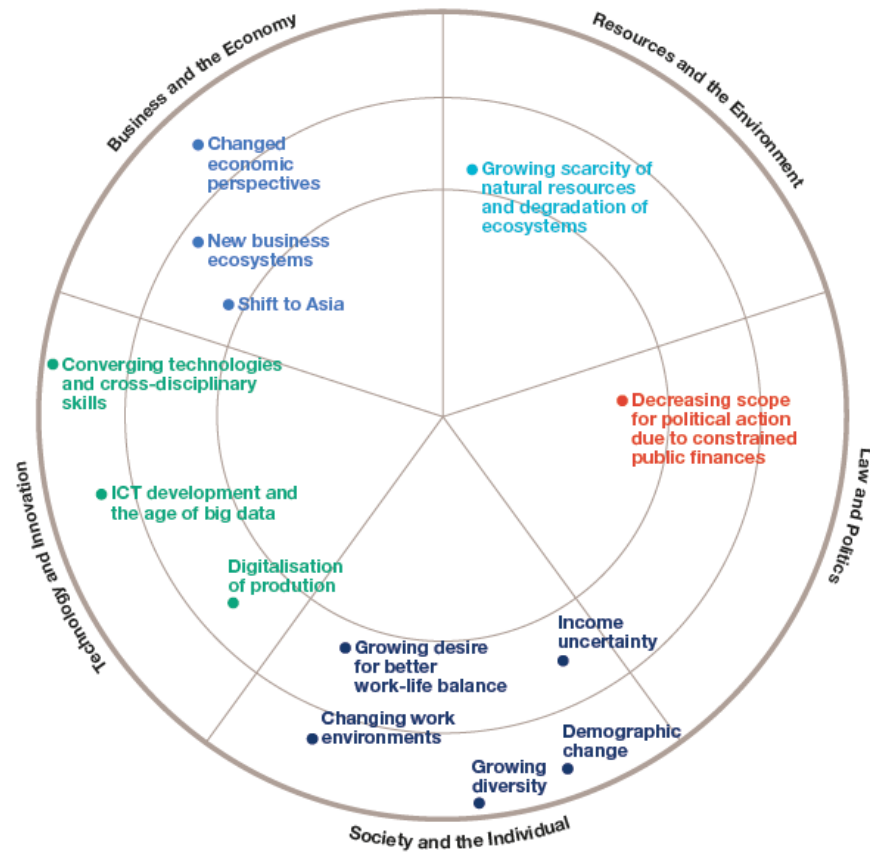 Business and the Economy
Resources and the Environment
Changed
economic
perspectives
Growing scarcity of
natural resources
and degradation of
ecosystems
New business
ecosystems
Shift to Asia
Converging technologies
and cross-disciplinary
skills
Decreasing scope
for political action
due to constrained
public finances
ICT development and
the age of big data
Digitalisation
of prodution
Law and Politics
Technology and Innovation
Income
uncertainty
Growing desire
for better
work-life balance
Changing work
environments
Demographic
change
Growing
diversity
Society and the Individual